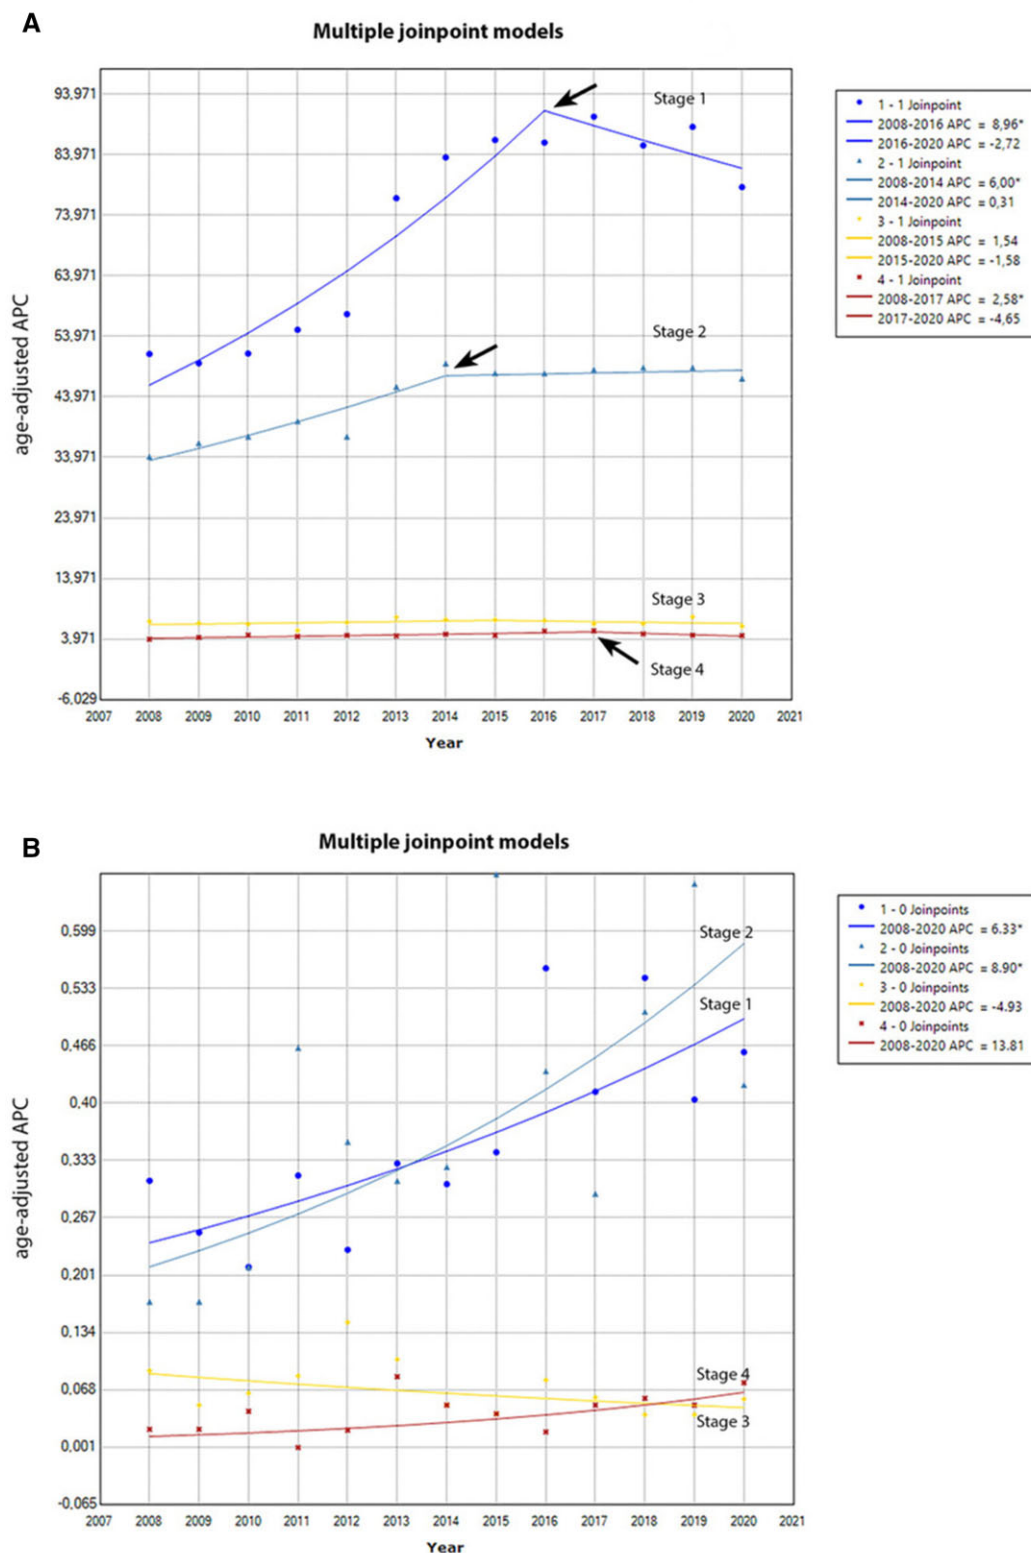 A
Multiple joinpoint models
age-adjusted APC
93,971
83,971
73,971
63,971
53,971
43,971
33,971
23,971
13,971
3.971
-6,029
Stage 1
Stage 2
Stage 3
Stage 4
2007 2008 2009 2010 2011 2012 2013 2014 2015 2016 2017 2018 2019 2020 2021
Year
1 - 1 Joinpoint
2008-2016 APC = 8,96*
2016-2020 APC = -2,72
2 - 1 Joinpoint
2008-2014 APC = 6,00*
2014-2020 APC = 0,31
3 - 1 Joinpoint
2008-2015 APC = 1,54
2015-2020 APC = -1,58
4 - 1 Joinpoint
2008-2017 APC = 2,58*
2017-2020 APC = -4,65
B
Multiple joinpoint models
age-adjusted APC
0.599
0,533
0,466
0,40
0,333
0,267
0,201
0,134
0,068
0,001
-0,065
Stage 2
Stage 1
Stage 4
Stage 3
2007 2008 2009 2010 2011 2012 2013 2014 2015 2016 2017 2018 2019 2020 2021
Year
1 - 0 Joinpoints
2008-2020 APC = 6.33*
2 - 0 Joinpoints
2008-2020 APC = 8.90*
3 - 0 Joinpoints
2008-2020 APC = -4.93
4 - 0 Joinpoints
2008-2020 APC = 13.81